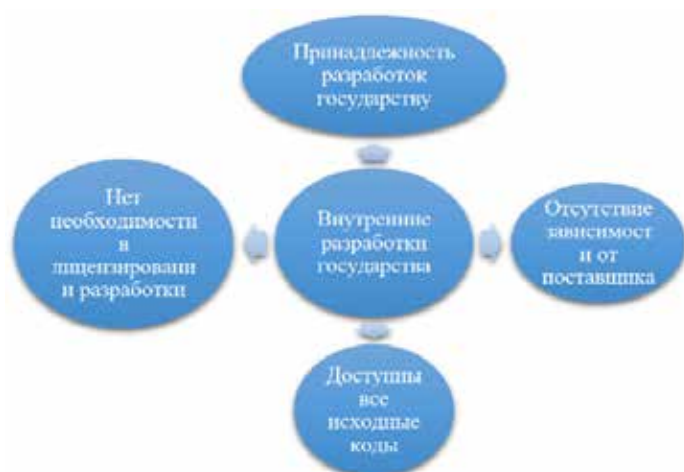 Принадлежность
разработок
государству
Нет
необходимости
в
лицензировани
и разработки
Внутренние
разработки
государства
Отсутствие
зависимост
и от
поставщика
Доступны
все
исходные
коды